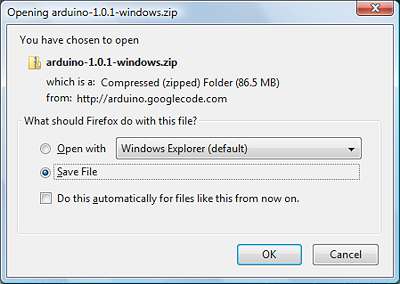 Opening arduino-1.0.1-windows.zip
You have chosen to open
arduino-1.0.1-windows.zip
which is a: Compressed (zipped) Folder (86.5 MB)
from: http://arduino.googlecode.com
What should Firefox do with this file?
Open with Windows Explorer (default)
Save File
Do this automatically for files like this from now on.
OK Cancel